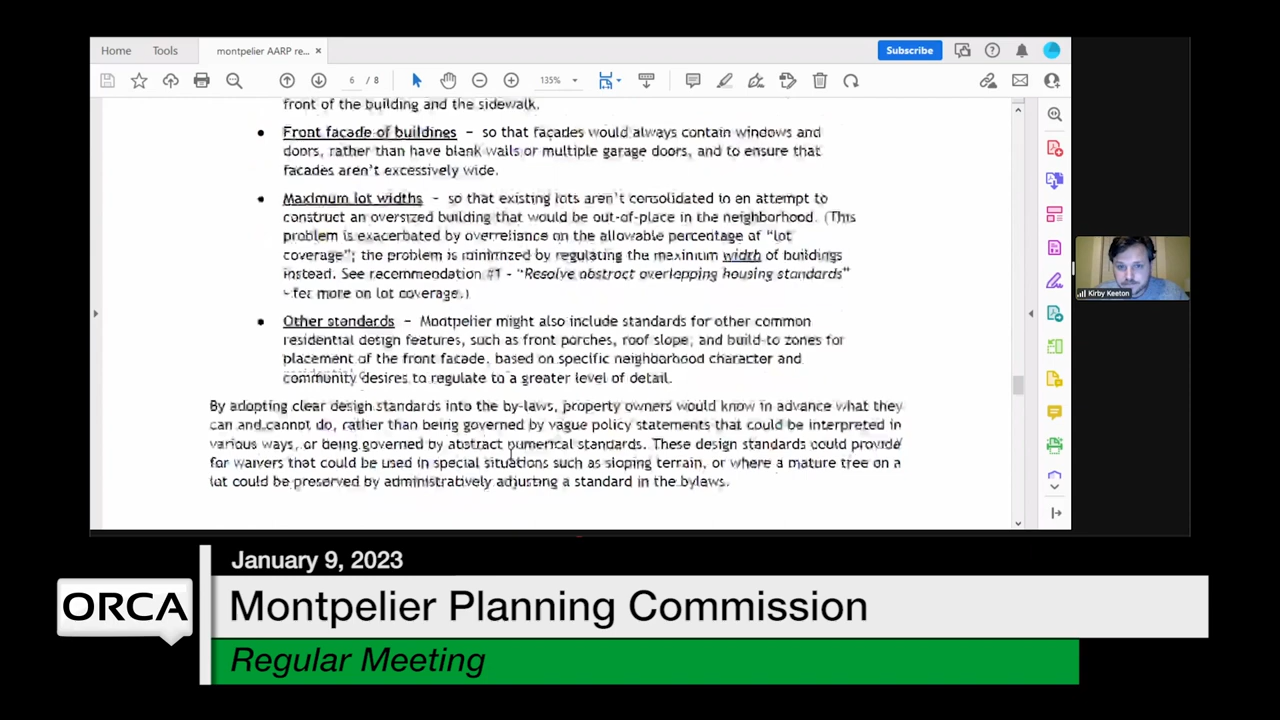 Home Tools montpelier AARP re... × Subscribe
6 / 8 135%
front of the building and the sidewalk.
• Front facade of buildings – so that façades would always contain windows and
doors, rather than have blank walls or multiple garage doors, and to ensure that
facades aren't excessively wide.
• Maximum lot widths – so that existing lots aren't consolidated in an attempt to
construct an oversized building that would be out-of-place in the neighborhood. (This
problem is exacerbated by overreliance on the allowable percentage of "lot
coverage"; the problem is minimized by regulating the maximum width of buildings
instead. See recommendation #1 - "Resolve abstract overlapping housing standards"
- for more on lot coverage.)
• Other standards – Montpelier might also include standards for other common
residential design features, such as front porches, roof slope, and build-to zones for
placement of the front facade, based on specific neighborhood character and
community desires to regulate to a greater level of detail.
By adopting clear design standards into the by-laws, property owners would know in advance what they
can and cannot do, rather than being governed by vague policy statements that could be interpreted in
various ways, or being governed by abstract numerical standards. These design standards could provide
for waivers that could be used in special situations such as sloping terrain, or where a mature tree on a
lot could be preserved by administratively adjusting a standard in the bylaws.
Kirby Keeton
January 9, 2023
ORCA
Montpelier Planning Commission
Regular Meeting